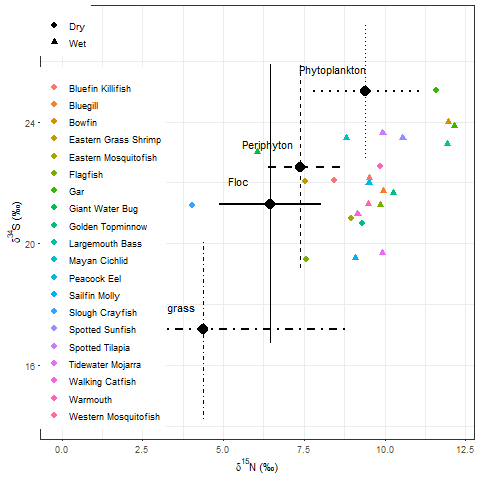 Dry
Wet
Bluefin Killifish
Bluegill
Bowfin
Eastern Grass Shrimp
Eastern Mosquitofish
Flagfish
Gar
Giant Water Bug
Golden Topminnow
Largemouth Bass
Mayan Cichlid
Peacock Eel
Sailfin Molly
Slough Crayfish
Spotted Sunfish
Spotted Tilapia
Tidewater Mojarra
Walking Catfish
Warmouth
Western Mosquitofish
Phytoplankton
Periphyton
Floc
grass
δ³⁴S (‰)
24
20
16
0.0 2.5 5.0 7.5 10.0 12.5
δ¹⁵N (‰)